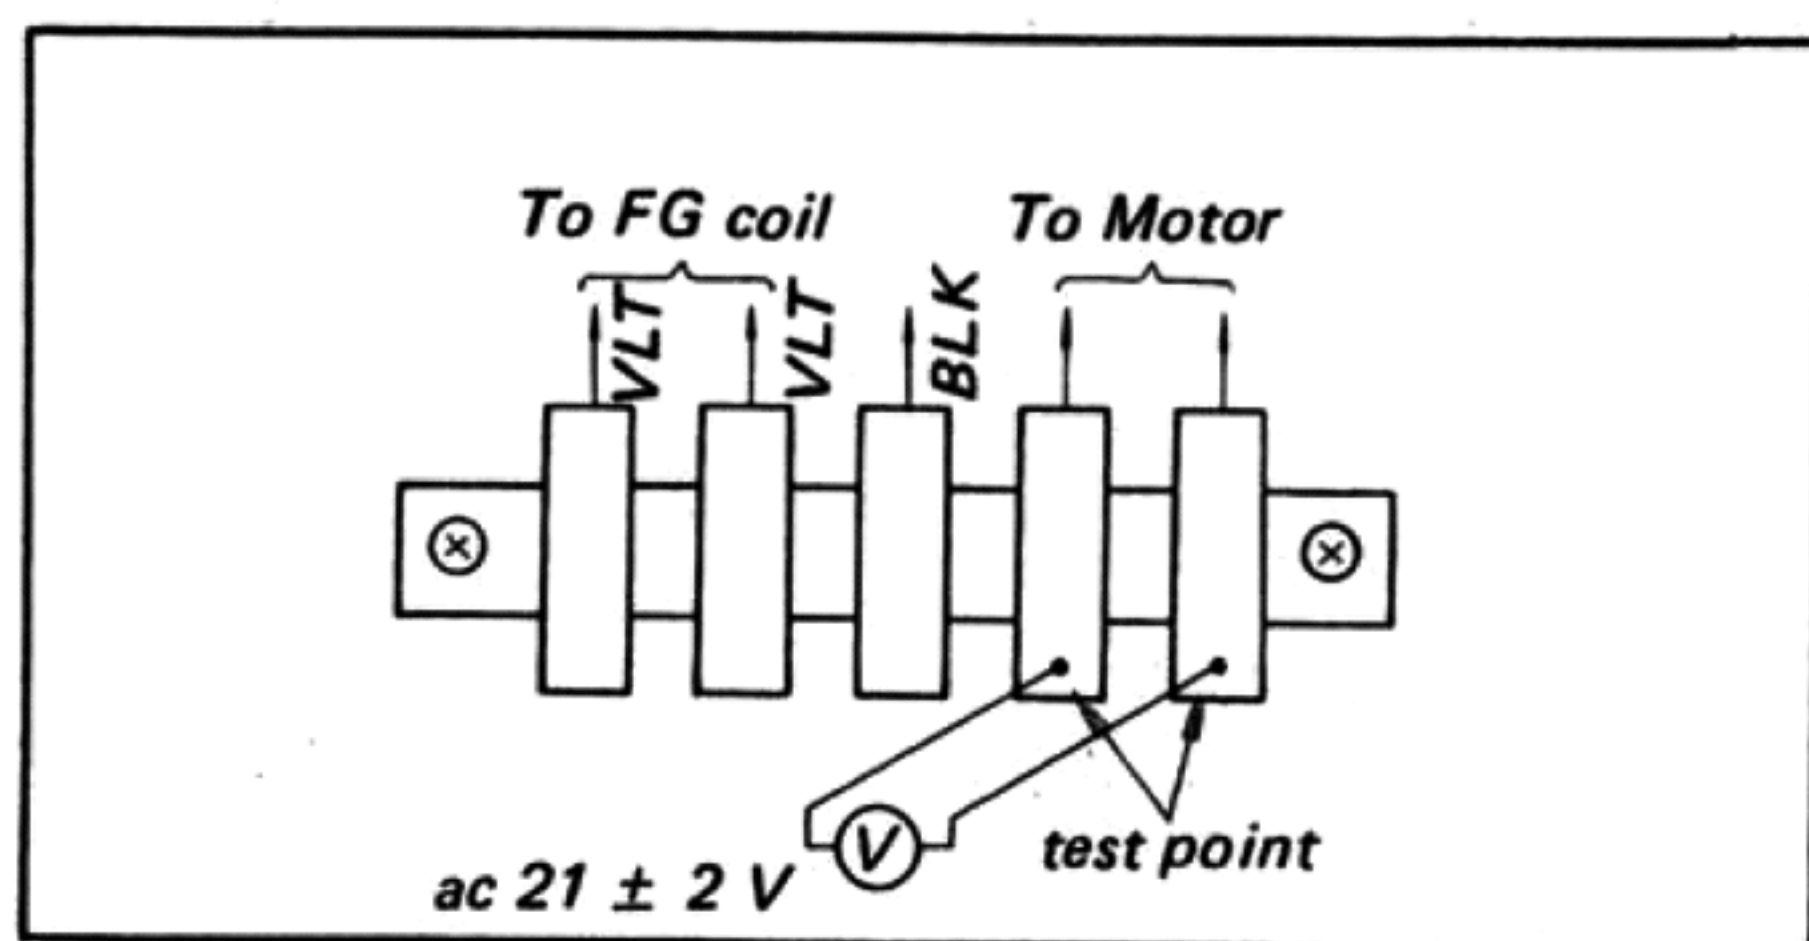 To FG coil
To Motor
VLT
VLT
BLK
V
test point
ac 21 ± 2 V